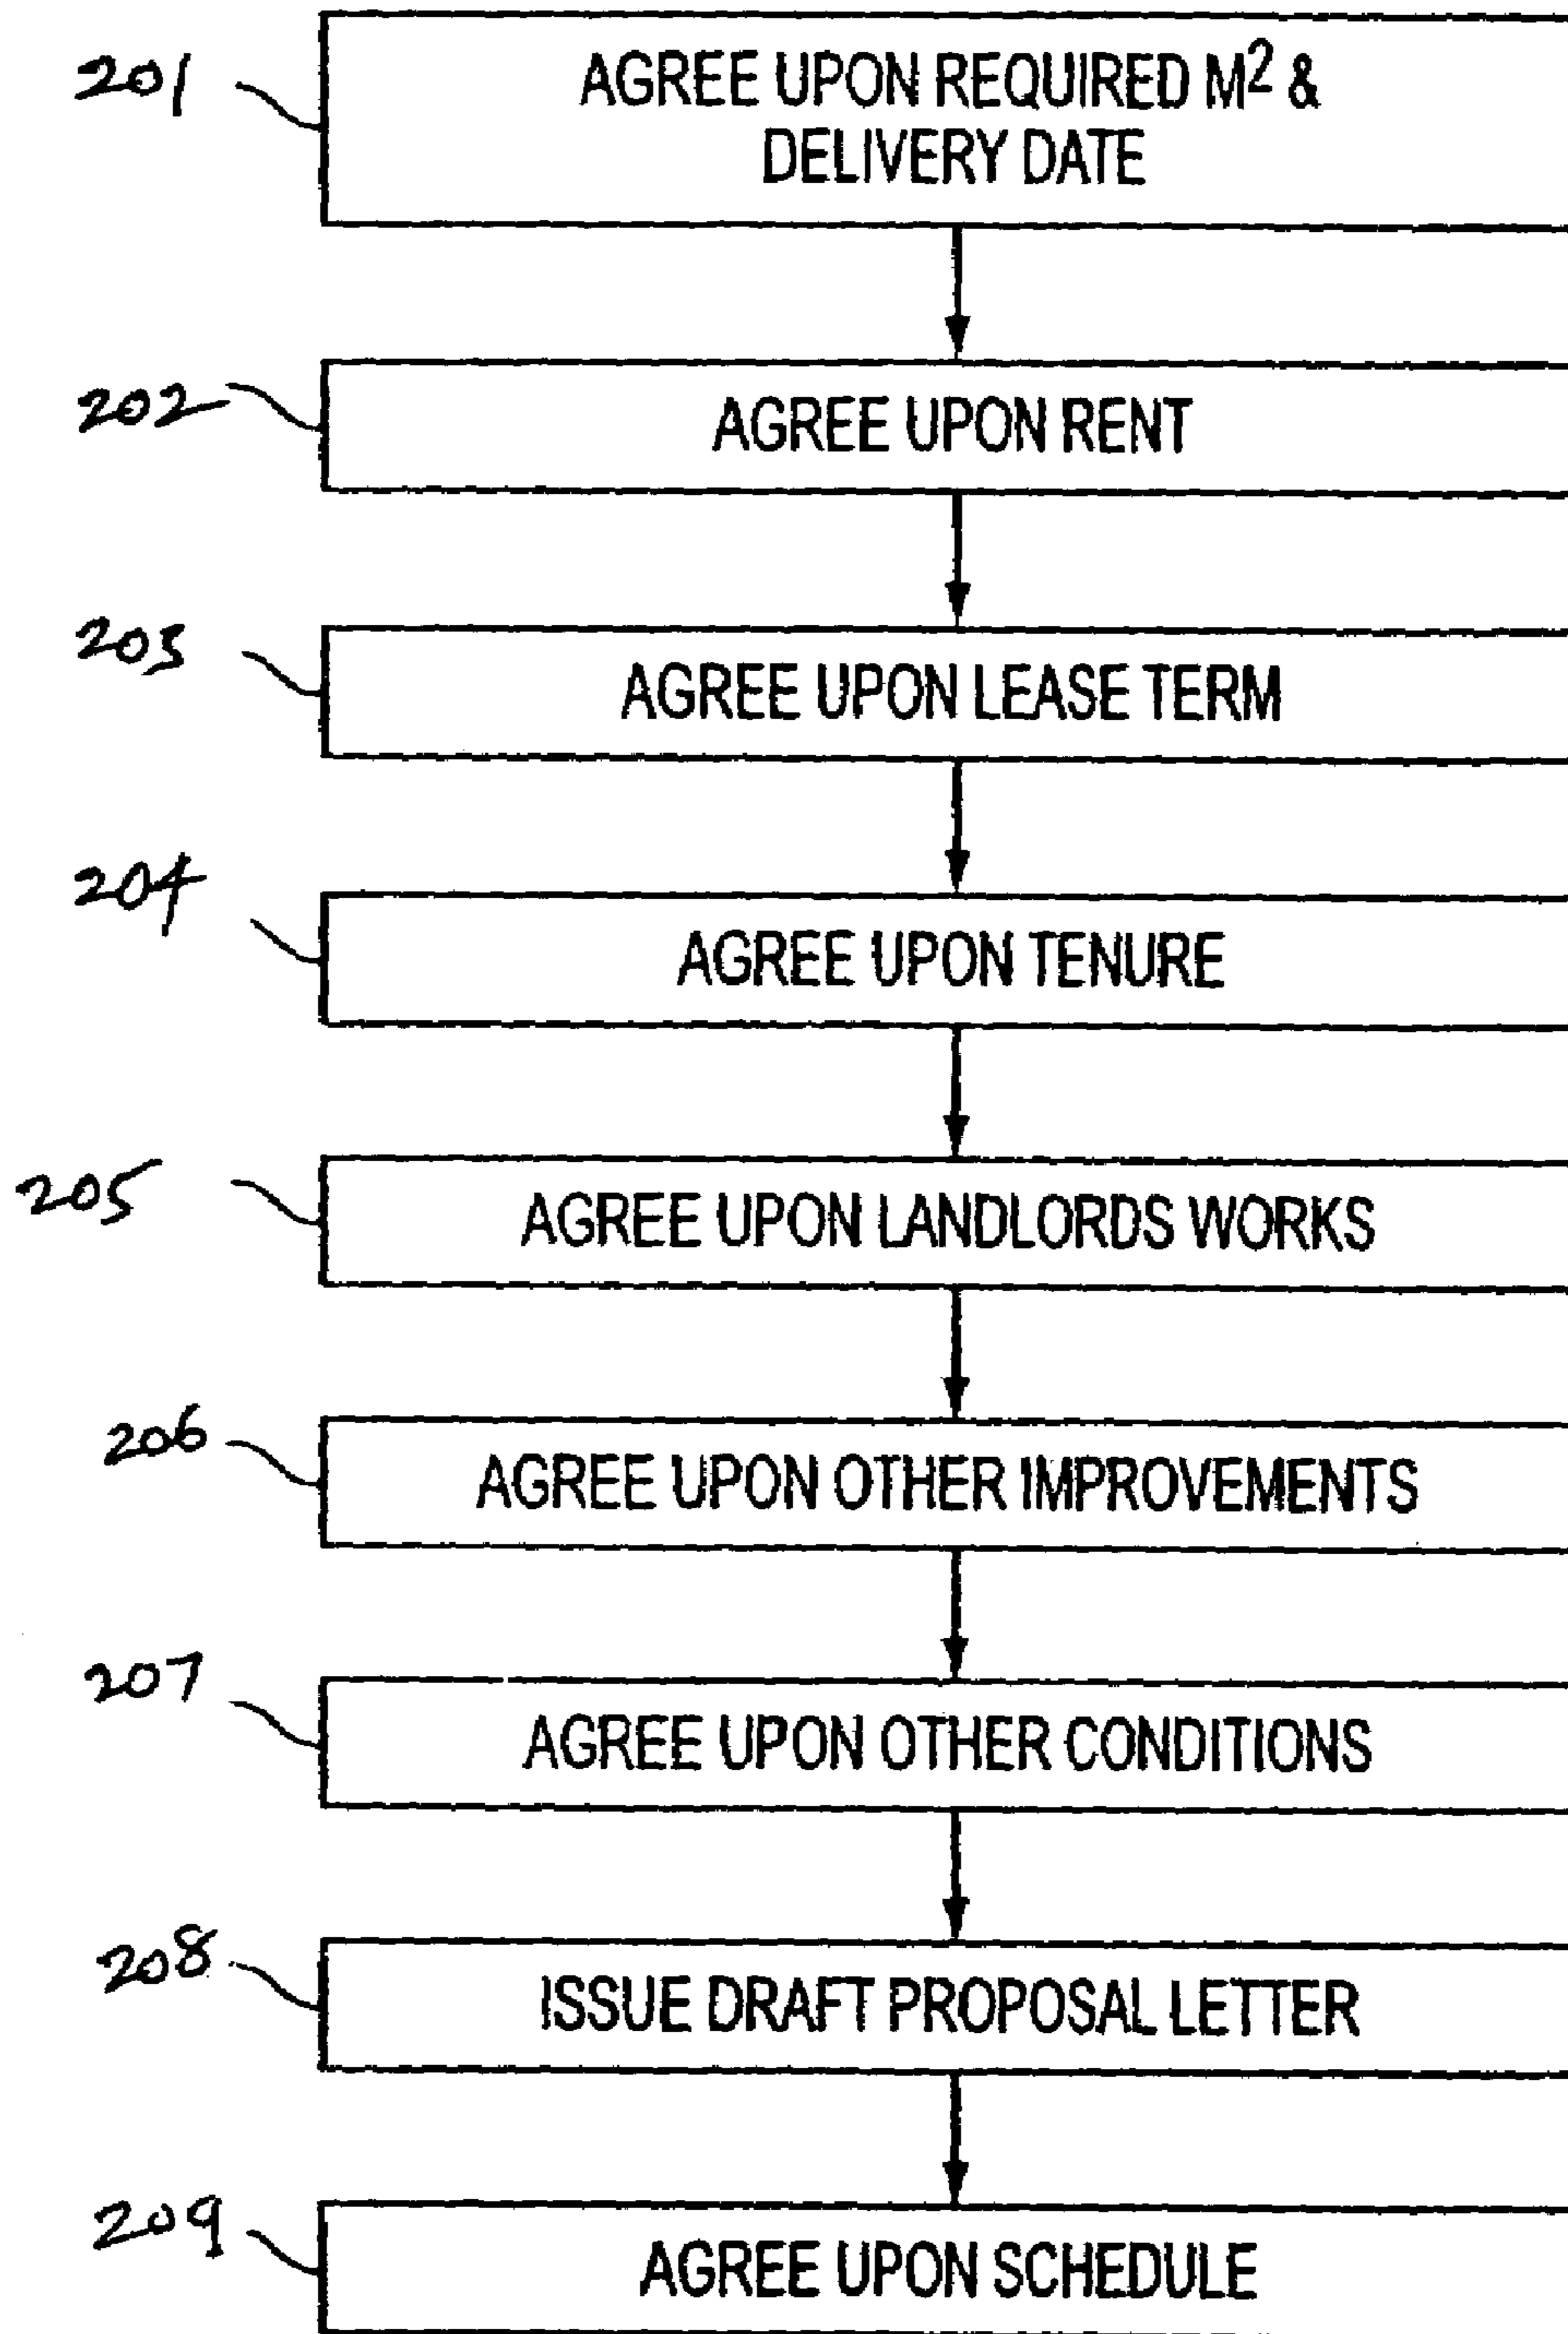 201
AGREE UPON REQUIRED M² &
DELIVERY DATE
202
AGREE UPON RENT
203
AGREE UPON LEASE TERM
204
AGREE UPON TENURE
205
AGREE UPON LANDLORDS WORKS
206
AGREE UPON OTHER IMPROVEMENTS
207
AGREE UPON OTHER CONDITIONS
208
ISSUE DRAFT PROPOSAL LETTER
209
AGREE UPON SCHEDULE